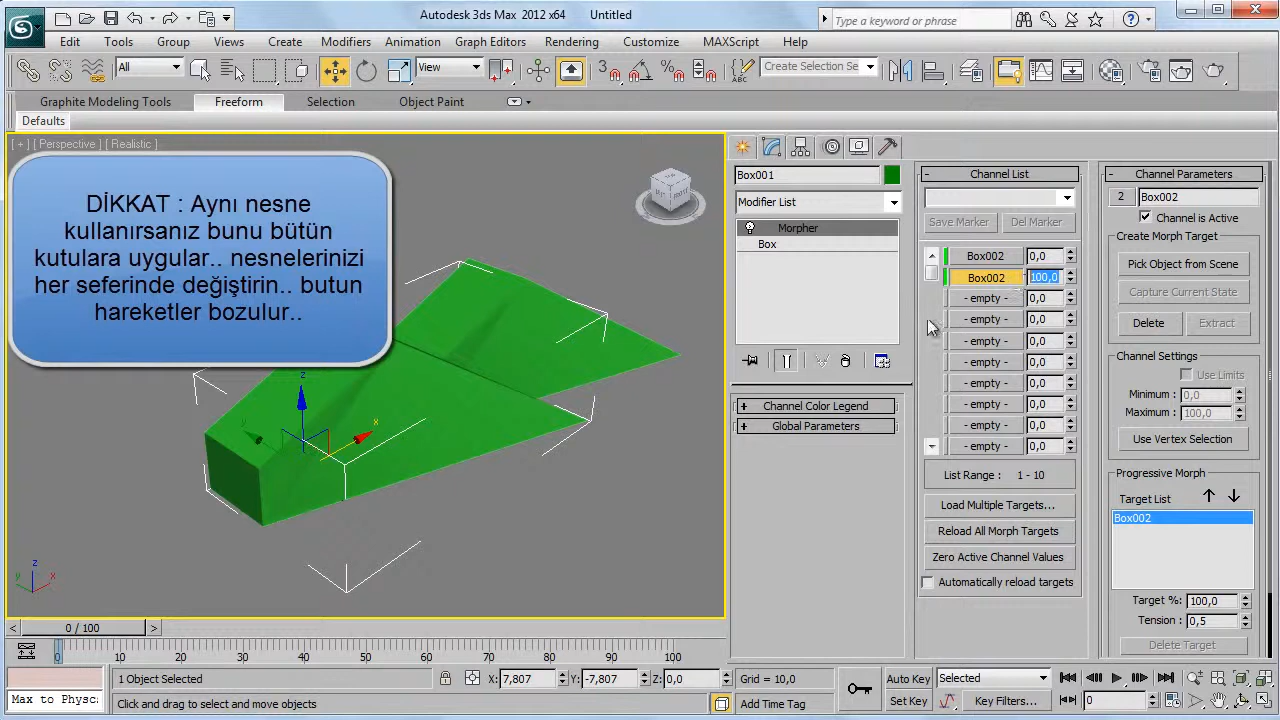 Autodesk 3ds Max 2012 x64 Untitled
Type a keyword or phrase
Edit Tools Group Views Create Modifiers Animation Graph Editors Rendering Customize MAXScript Help
All
View
3
Create Selection Se
Graphite Modeling Tools Freeform Selection Object Paint
Defaults
[ + ] [ Perspective ] [ Realistic ]
DİKKAT : Aynı nesne
kullanırsanız bunu bütün
kutulara uygular.. nesnelerinizi
her seferinde değiştirin.. butun
hareketler bozulur..
z
y
x
z
y
x
Box001
Modifier List
Morpher
Box
+ Channel Color Legend
+ Global Parameters
- Channel List
Save Marker Del Marker
Box002 0,0
Box002 100,0
- empty - 0,0
- empty - 0,0
- empty - 0,0
- empty - 0,0
- empty - 0,0
- empty - 0,0
- empty - 0,0
- empty - 0,0
List Range : 1 - 10
Load Multiple Targets...
Reload All Morph Targets
Zero Active Channel Values
Automatically reload targets
- Channel Parameters
2 Box002
Channel is Active
Create Morph Target
Pick Object from Scene
Capture Current State
Delete Extract
Channel Settings
Use Limits
Minimum : 0,0
Maximum : 100,0
Use Vertex Selection
Progressive Morph
Target List
Box002
Target %: 100,0
Tension : 0,5
Delete Target
< 0 / 100 >
0 10 20 30 40 50 60 70 80 90 100
1 Object Selected X: 7,807 Y: -7,807 Z: 0,0 Grid = 10,0
Auto Key Selected
Max to Physc Click and drag to select and move objects Add Time Tag
Set Key Key Filters... 0